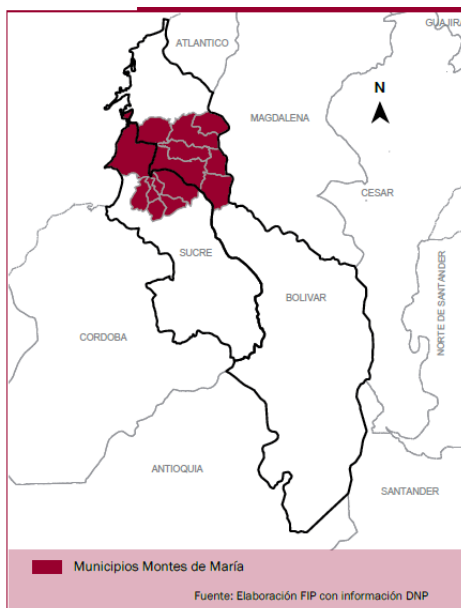 GUAJIRA
ATLANTICO
N
MAGDALENA
CESAR
SUCRE
NORTE DE SANTANDER
BOLIVAR
CORDOBA
ANTIOQUIA
SANTANDER
Municipios Montes de María
Fuente: Elaboración FIP con información DNP